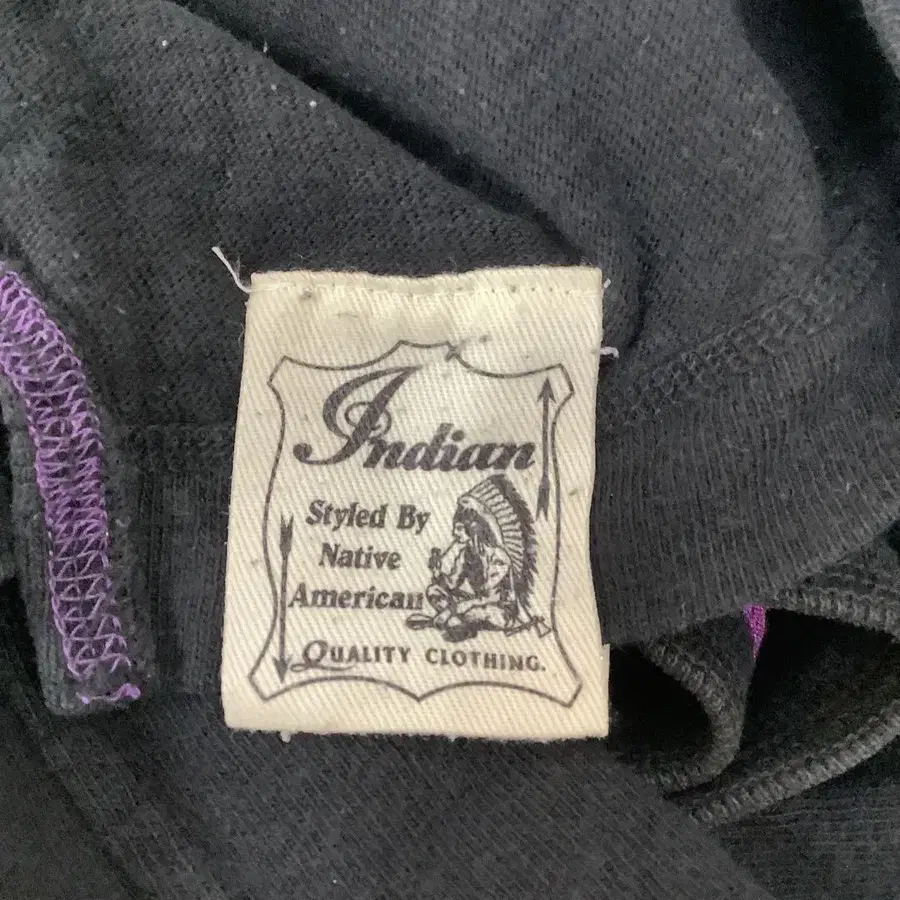 Indian
Styled By
Native
American
QUALITY CLOTHING.